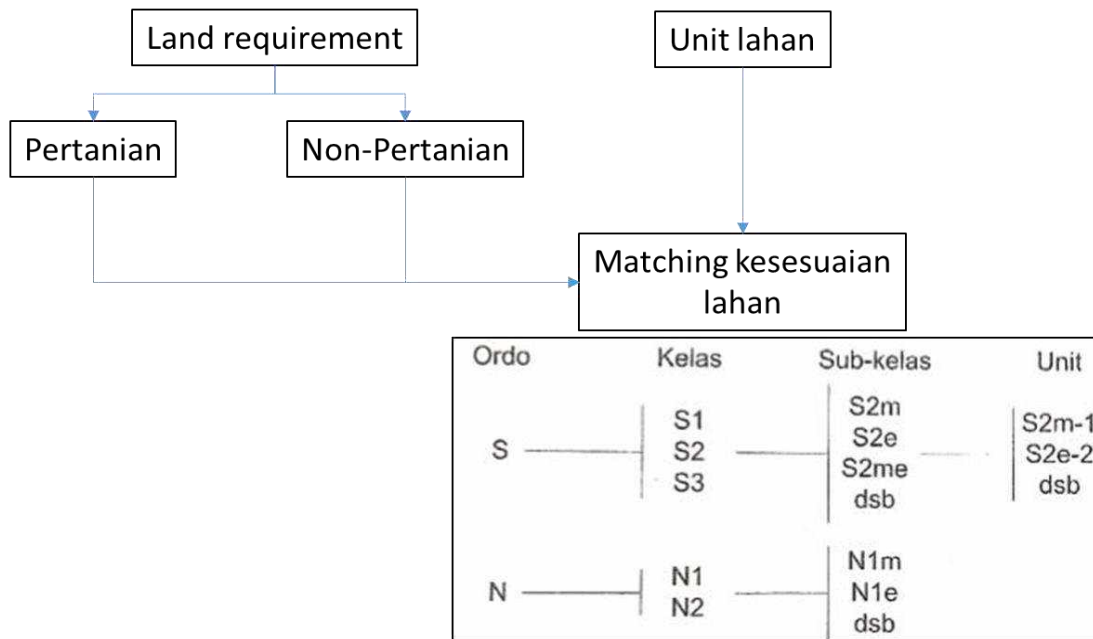 Land requirement
Unit lahan
Pertanian
Non-Pertanian
Matching kesesuaian
lahan
Ordo Kelas Sub-kelas Unit
S
S1
S2
S3
S2m
S2e
S2me
dsb
S2m-1
S2e-2
dsb
N
N1
N2
N1m
N1e
dsb